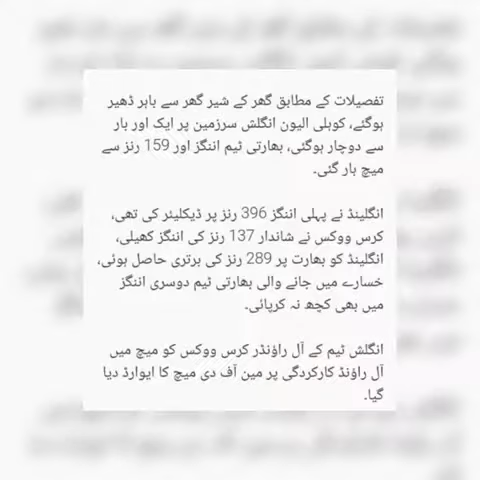 تفصیلات کے مطابق گھر کے شیر گھر سے باہر ڈھیر
ہوگئے، کوہلی الیون انگلش سرزمین پر ایک اور ہار
سے دوچار ہوگئی، بھارتی ٹیم اننگز اور 159 رنز سے
میچ ہار گئی۔
انگلینڈ نے پہلی اننگز 396 رنز پر ڈیکلیئر کی تھی،
کرس ووکس نے شاندار 137 رنز کی اننگز کھیلی،
انگلینڈ کو بھارت پر 289 رنز کی برتری حاصل ہوئی،
خسارے میں جانے والی بھارتی ٹیم دوسری اننگز
میں بھی کچھ نہ کرپائی۔
انگلش ٹیم کے آل راؤنڈر کرس ووکس کو میچ میں
آل راؤنڈ کارکردگی پر مین آف دی میچ کا ایوارڈ دیا
گیا۔